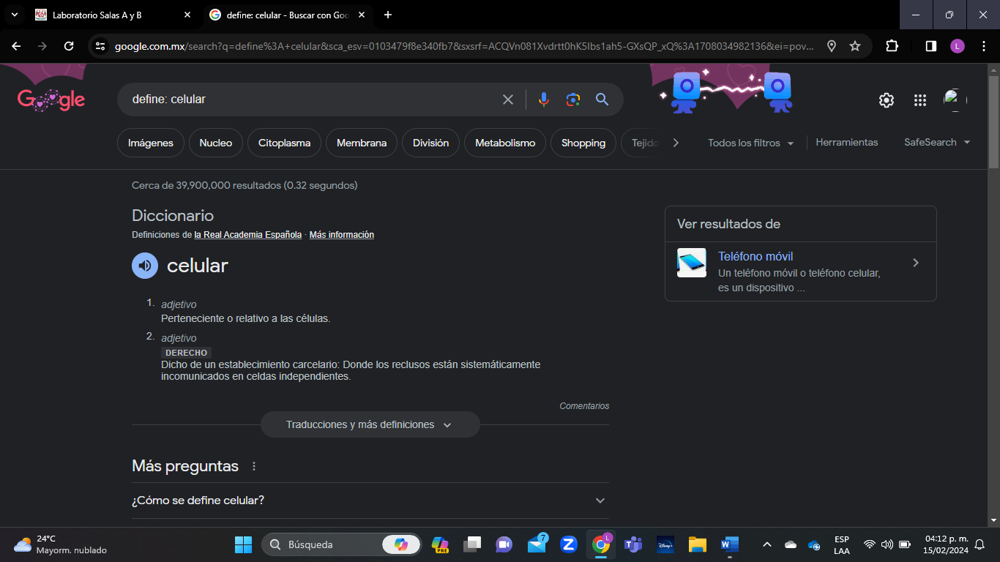 Laboratorio Salas A y B
define: celular - Buscar con Goo
google.com.mx/search?q=define%3A+celular&sca_esv=0103479f8e340fb7&sxsrf=ACQVn081Xvdrtt0hK5Ibs1ah5-GXsQP_xQ%3A1708034982136&ei=pov...
L
Google
define: celular
Imágenes
Nucleo
Citoplasma
Membrana
División
Metabolismo
Shopping
Tejido
Todos los filtros
Herramientas
SafeSearch
Cerca de 39,900,000 resultados (0.32 segundos)
Diccionario
Definiciones de la Real Academia Española · Más información
celular
1. adjetivo
Perteneciente o relativo a las células.
2. adjetivo
DERECHO
Dicho de un establecimiento carcelario: Donde los reclusos están sistemáticamente
incomunicados en celdas independientes.
Comentarios
Traducciones y más definiciones
Ver resultados de
Teléfono móvil
Un teléfono móvil o teléfono celular,
es un dispositivo ...
Más preguntas
¿Cómo se define celular?
24°C
Mayorm. nublado
Búsqueda
PRE
7
Z
L
Disney+
W
ESP
LAA
04:12 p. m.
15/02/2024